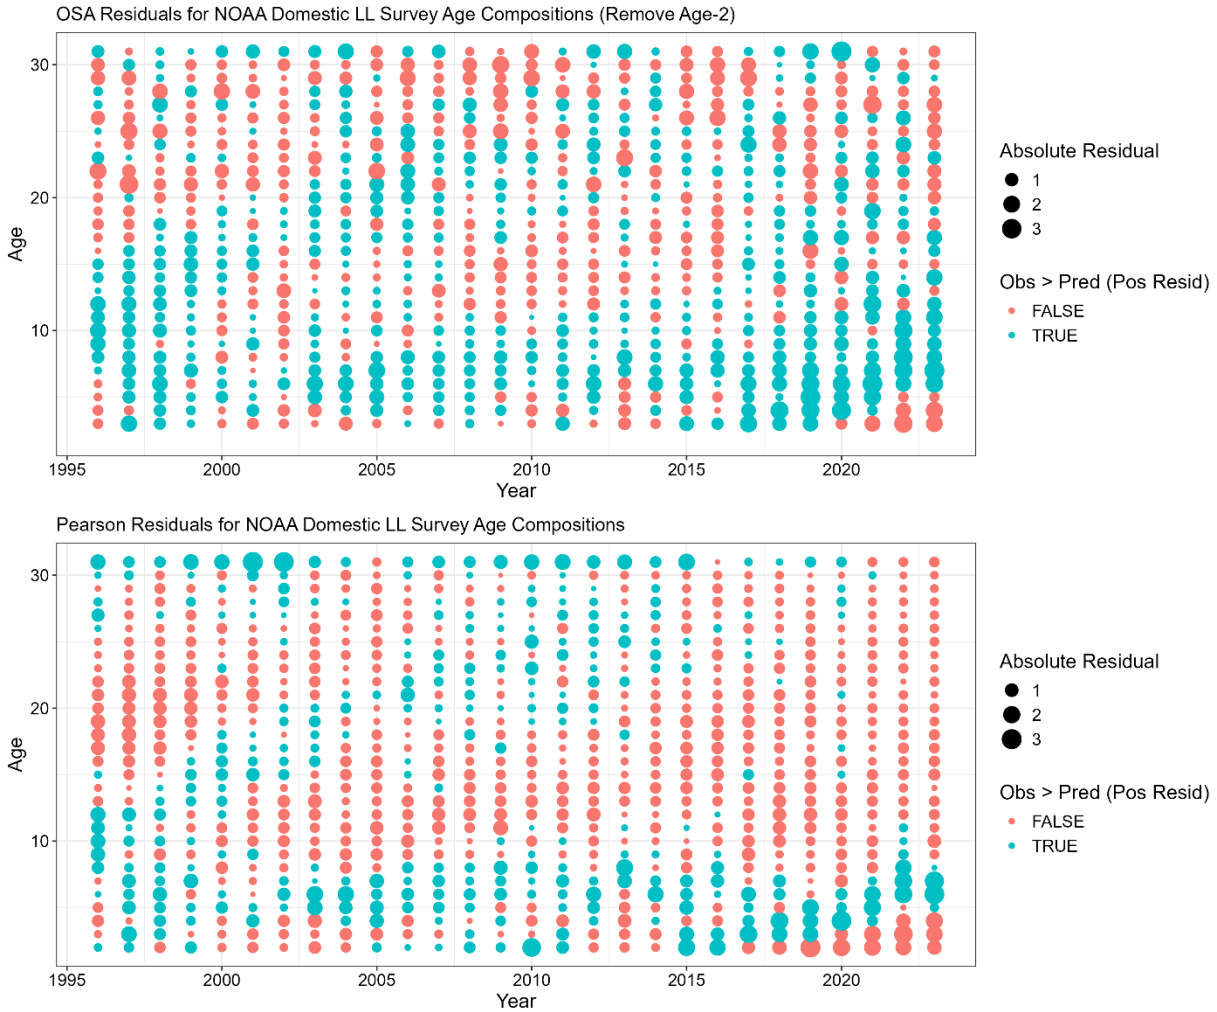 OSA Residuals for NOAA Domestic LL Survey Age Compositions (Remove Age-2)
30
20
10
Age
1995 2000 2005 2010 2015 2020
Year
Absolute Residual
1
2
3
Obs > Pred (Pos Resid)
FALSE
TRUE
Pearson Residuals for NOAA Domestic LL Survey Age Compositions
30
20
10
Age
1995 2000 2005 2010 2015 2020
Year
Absolute Residual
1
2
3
Obs > Pred (Pos Resid)
FALSE
TRUE